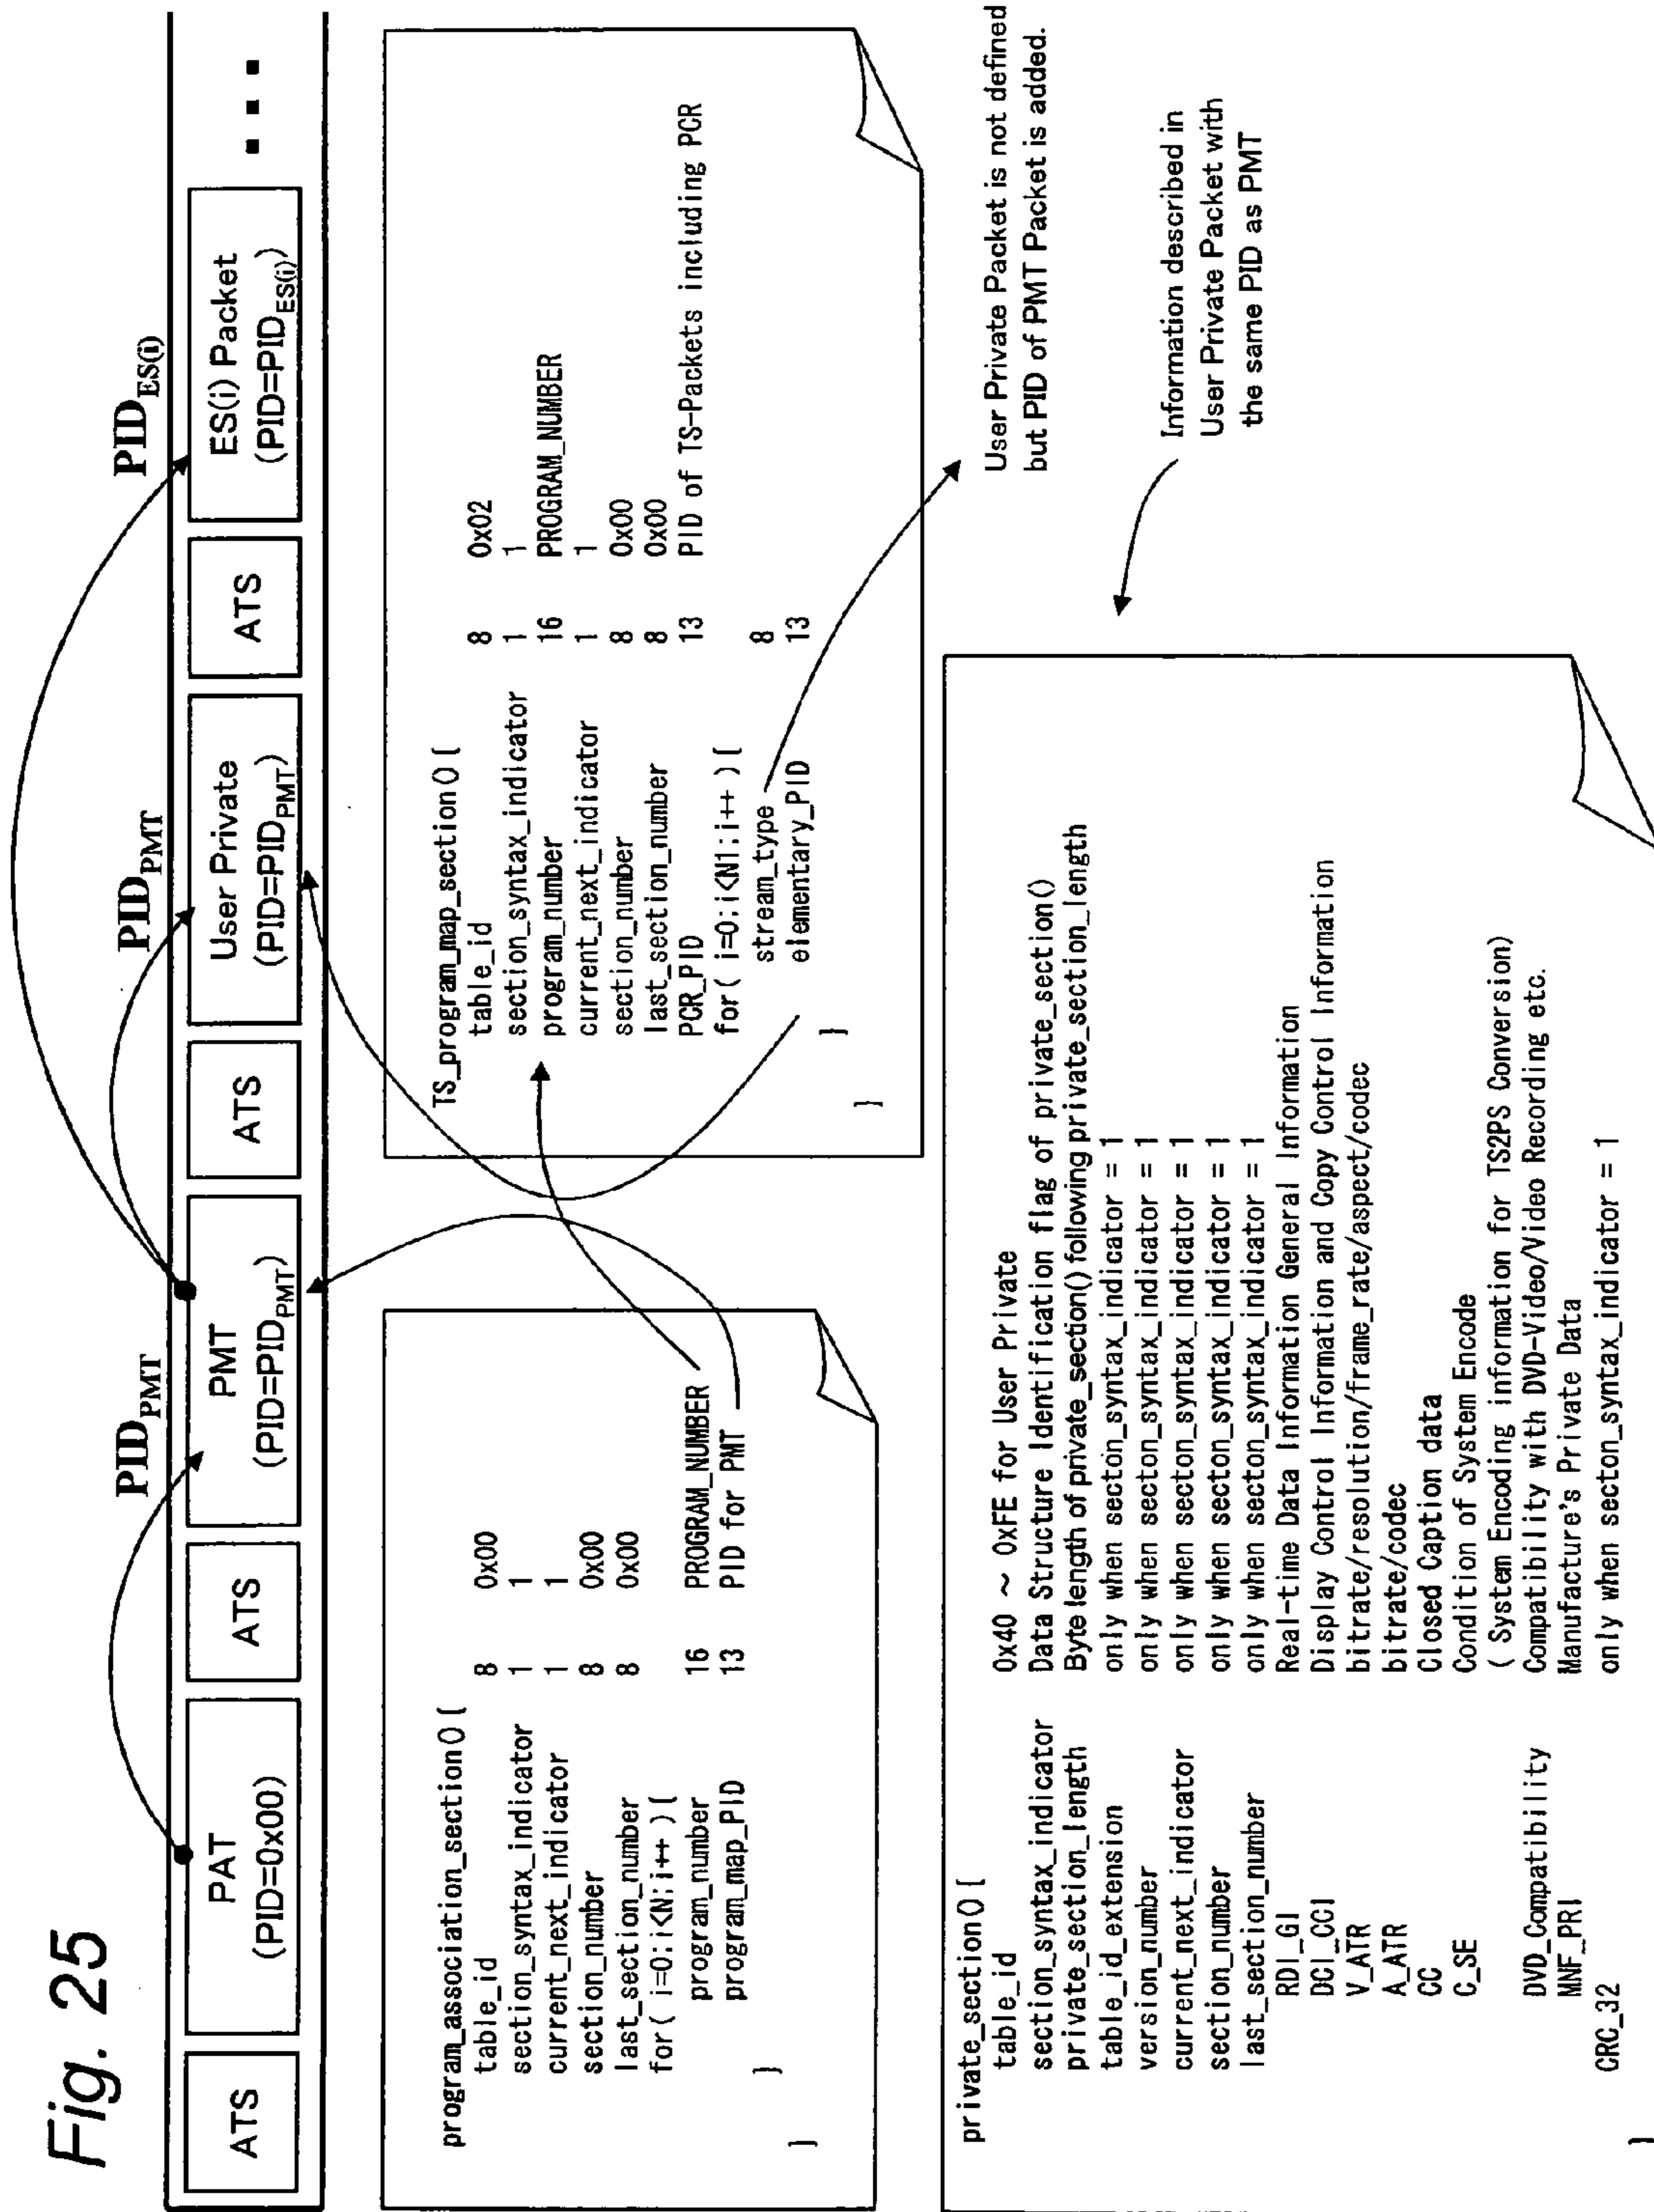 Fig. 25
PID_PMT
PID_PMT
PID_ES(i)
ATS
PAT
(PID=0x00)
ATS
PMT
(PID=PID_PMT)
ATS
User Private
(PID=PID_PMT)
ATS
ES(i) Packet
(PID=PID_ES(i))
...
program_association_section() {
table_id 8 0x00
section_syntax_indicator 1 1
current_next_indicator 1 1
section_number 8 0x00
last_section_number 8 0x00
for( i=0;i<N;i++ ) {
program_number 16 PROGRAM_NUMBER
program_map_PID 13 PID for PMT
}
}
TS_program_map_section() {
table_id 8 0x02
section_syntax_indicator 1 1
program_number 16 PROGRAM_NUMBER
current_next_indicator 1 1
section_number 8 0x00
last_section_number 8 0x00
PCR_PID 13 PID of TS-Packets including PCR
for( i=0;i<N1;i++ ) {
stream_type 8
elementary_PID 13
}
User Private Packet is not defined
but PID of PMT Packet is added.
Information described in
User Private Packet with
the same PID as PMT
private_section() {
table_id 0x40 ~ 0xFE for User Private
section_syntax_indicator Data Structure Identification flag of private_section()
private_section_length Byte length of private_section() following private_section_length
table_id_extension only when secton_syntax_indicator = 1
version_number only when secton_syntax_indicator = 1
current_next_indicator only when secton_syntax_indicator = 1
section_number only when secton_syntax_indicator = 1
last_section_number only when secton_syntax_indicator = 1
RDI_GI Real-time Data Information General Information
DCI_CCI Display Control Information and Copy Control Information
V_ATR bitrate/resolution/frame_rate/aspect/codec
A_ATR bitrate/codec
CC Closed Caption data
C_SE Condition of System Encode
( System Encoding information for TS2PS Conversion)
DVD_Compatibility Compatibility with DVD-Video/Video Recording etc.
MNF_PRI Manufacture's Private Data
CRC_32 only when secton_syntax_indicator = 1
}